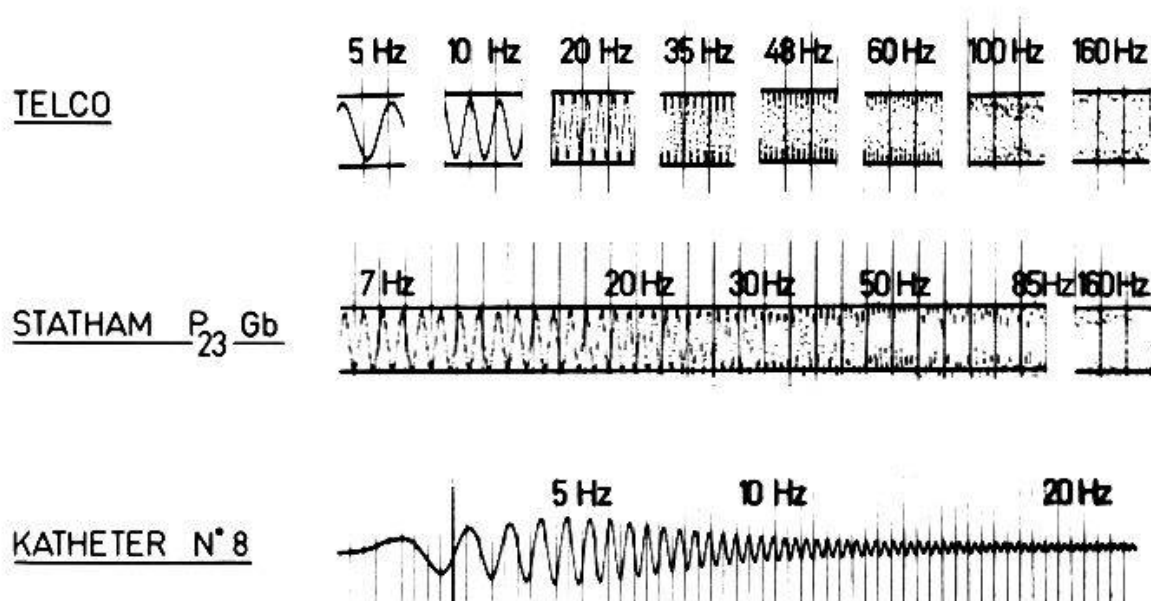 5 Hz 10 Hz 20 Hz 35 Hz 48 Hz 60 Hz 100 Hz 160 Hz
TELCO
7 Hz 20 Hz 30 Hz 50 Hz 85 Hz 160 Hz
STATHAM P23 Gb
5 Hz 10 Hz 20 Hz
KATHETER N° 8